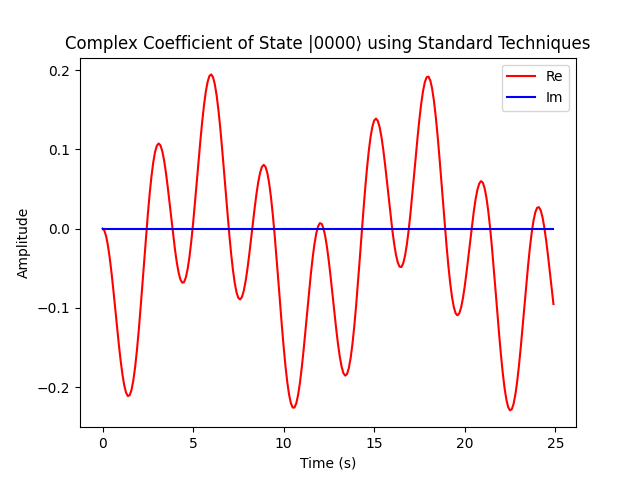 Complex Coefficient of State |0000⟩ using Standard Techniques
Re
Im
Amplitude
0.2
0.1
0.0
−0.1
−0.2
0 5 10 15 20 25
Time (s)